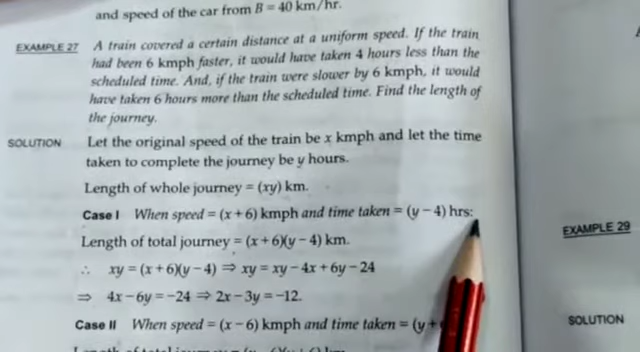 and speed of the car from B = 40 km/hr.
EXAMPLE 27 A train covered a certain distance at a uniform speed. If the train
had been 6 kmph faster, it would have taken 4 hours less than the
scheduled time. And, if the train were slower by 6 kmph, it would
have taken 6 hours more than the scheduled time. Find the length of
the journey.
SOLUTION Let the original speed of the train be x kmph and let the time
taken to complete the journey be y hours.
Length of whole journey = (xy) km.
Case I When speed = (x + 6) kmph and time taken = (y − 4) hrs:
Length of total journey = (x + 6)(y − 4) km.
∴ xy = (x + 6)(y − 4) ⇒ xy = xy − 4x + 6y − 24
⇒ 4x − 6y = −24 ⇒ 2x − 3y = −12.
Case II When speed = (x − 6) kmph and time taken = (y +
EXAMPLE 29
SOLUTION